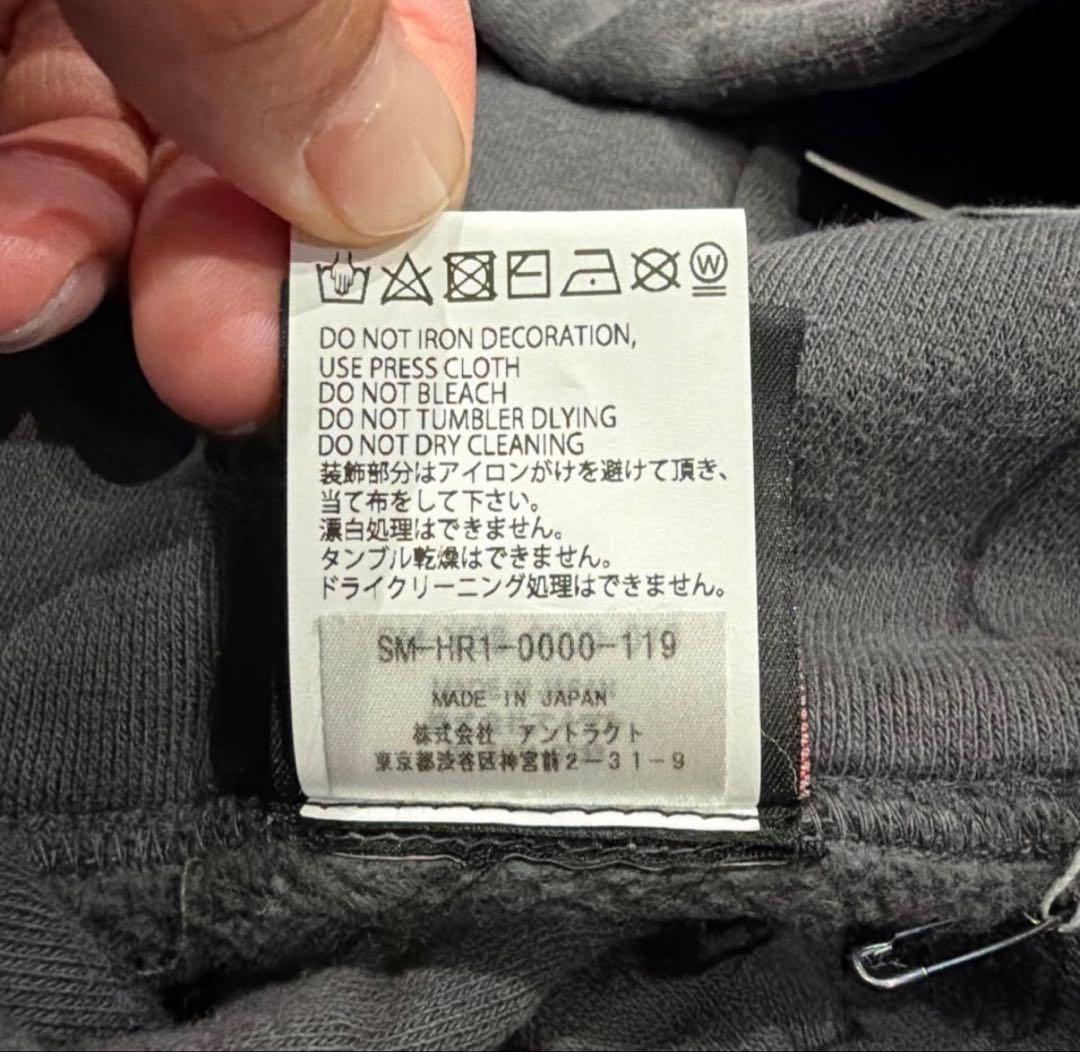 W
DO NOT IRON DECORATION,
USE PRESS CLOTH
DO NOT BLEACH
DO NOT TUMBLER DLYING
DO NOT DRY CLEANING
装飾部分はアイロンがけを避けて頂き、
当て布をして下さい。
漂白処理はできません。
タンブル乾燥はできません。
ドライクリーニング処理はできません。
SM-HR1-0000-119
MADE IN JAPAN
株式会社 アントラクト
東京都渋谷区神宮前2-31-9